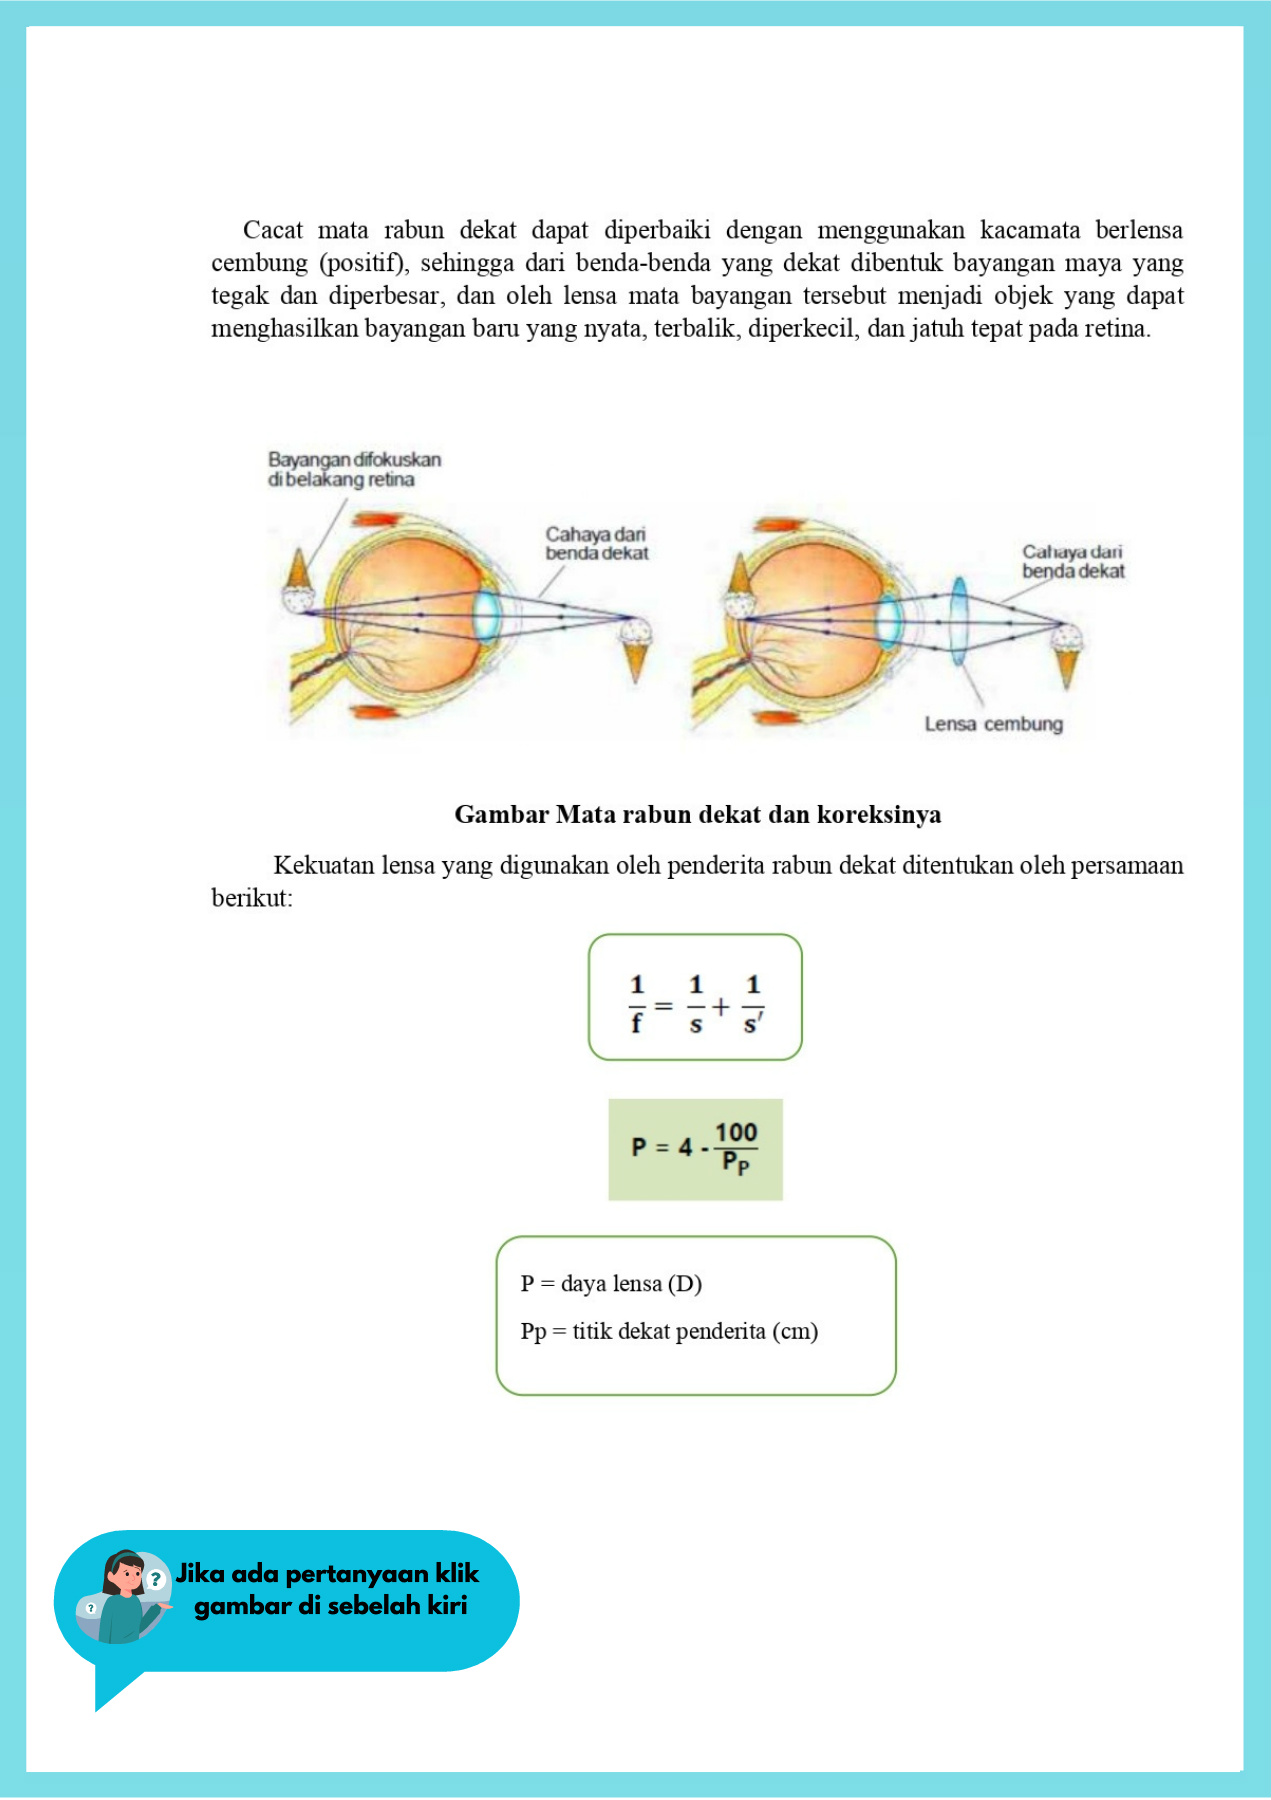 Cacat mata rabun dekat dapat diperbaiki dengan menggunakan kacamata berlensa
cembung (positif), sehingga dari benda-benda yang dekat dibentuk bayangan maya yang
tegak dan diperbesar, dan oleh lensa mata bayangan tersebut menjadi objek yang dapat
menghasilkan bayangan baru yang nyata, terbalik, diperkecil, dan jatuh tepat pada retina.
Bayangan difokuskan
di belakang retina
Cahaya dari
benda dekat
Cahaya dari
benda dekat
Lensa cembung
Gambar Mata rabun dekat dan koreksinya
Kekuatan lensa yang digunakan oleh penderita rabun dekat ditentukan oleh persamaan
berikut:
1/f = 1/s + 1/s′
P = 4 - 100/Pp
P = daya lensa (D)
Pp = titik dekat penderita (cm)
?
?
Jika ada pertanyaan klik
gambar di sebelah kiri